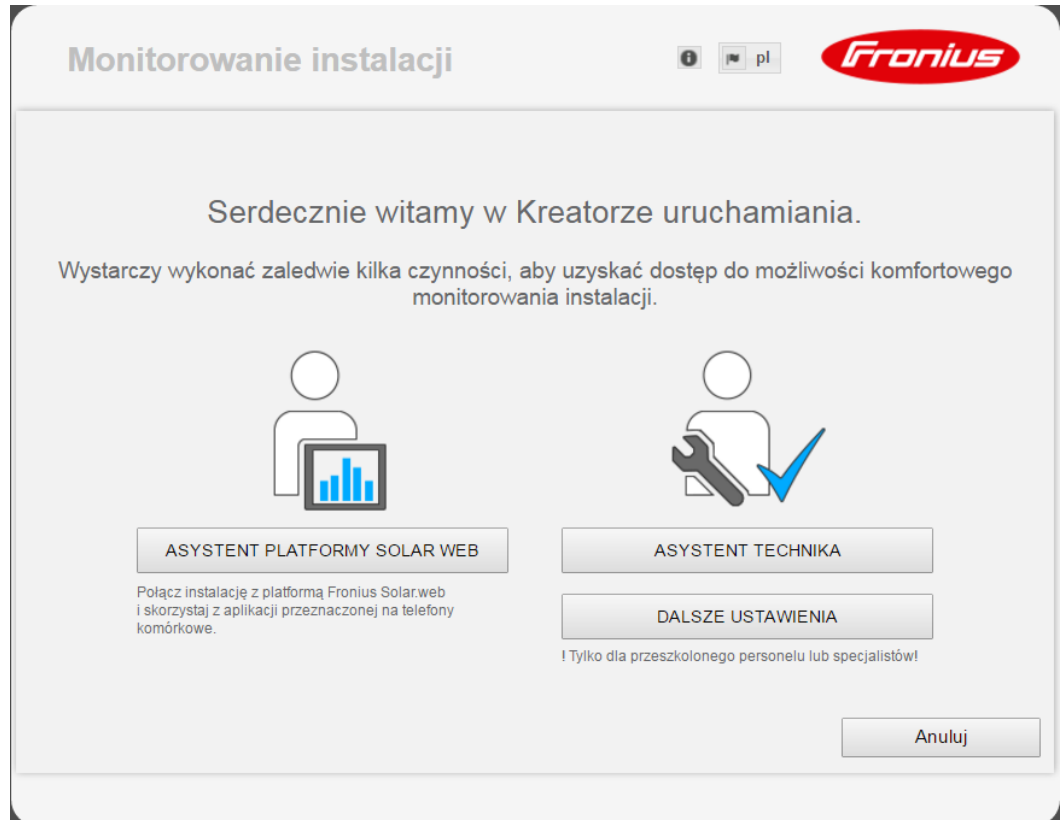 Monitorowanie instalacji
pl
Fronius
Serdecznie witamy w Kreatorze uruchamiania.
Wystarczy wykonać zaledwie kilka czynności, aby uzyskać dostęp do możliwości komfortowego
monitorowania instalacji.
ASYSTENT PLATFORMY SOLAR WEB
Połącz instalację z platformą Fronius Solar.web
i skorzystaj z aplikacji przeznaczonej na telefony
komórkowe.
ASYSTENT TECHNIKA
DALSZE USTAWIENIA
! Tylko dla przeszkolonego personelu lub specjalistów!
Anuluj